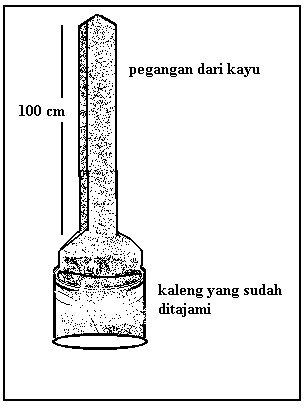 pegangan dari kayu
100 cm
kaleng yang sudah
ditajami